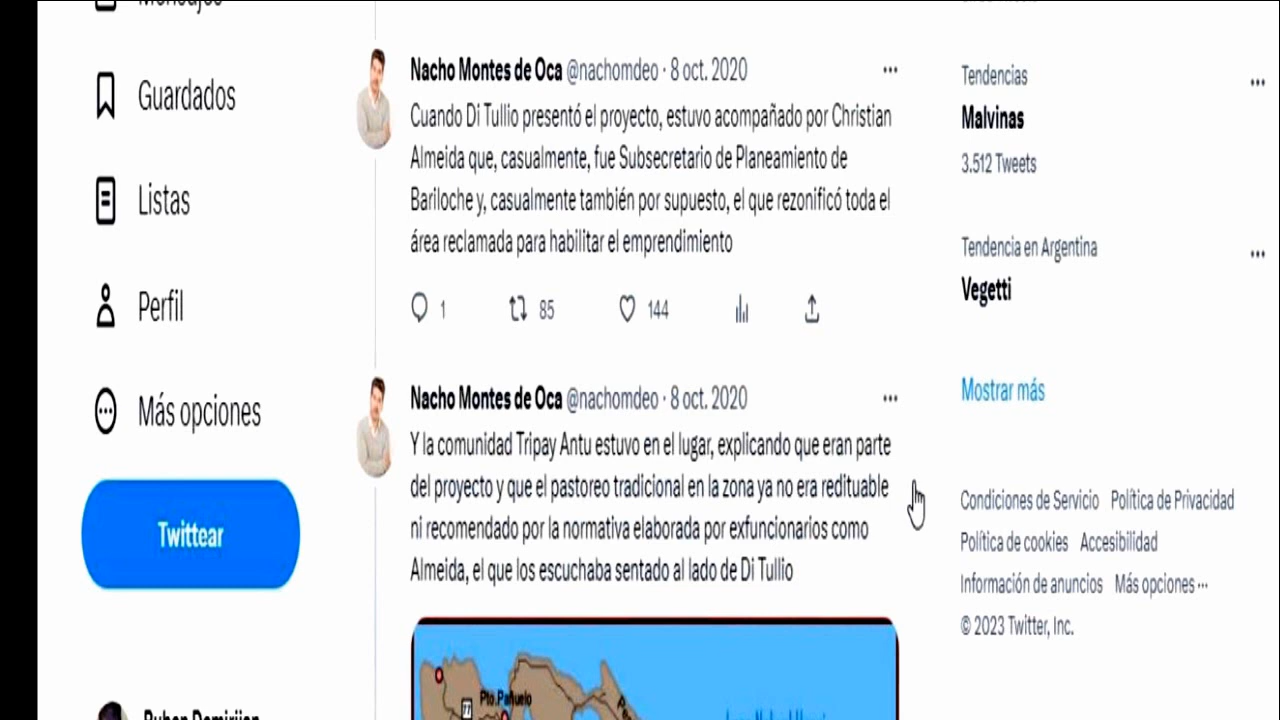 Mensajes
Guardados
Listas
Perfil
Más opciones
Twittear
Nacho Montes de Oca @nachomdeo · 8 oct. 2020
Cuando Di Tullio presentó el proyecto, estuvo acompañado por Christian
Almeida que, casualmente, fue Subsecretario de Planeamiento de
Bariloche y, casualmente también por supuesto, el que rezonificó toda el
área reclamada para habilitar el emprendimiento
1 85 144
Nacho Montes de Oca @nachomdeo · 8 oct. 2020
Y la comunidad Tripay Antu estuvo en el lugar, explicando que eran parte
del proyecto y que el pastoreo tradicional en la zona ya no era redituable
ni recomendado por la normativa elaborada por exfuncionarios como
Almeida, el que los escuchaba sentado al lado de Di Tullio
Pto.Pañuelo
77
Tendencias
Malvinas
3.512 Tweets
Tendencia en Argentina
Vegetti
Mostrar más
Condiciones de Servicio Política de Privacidad
Política de cookies Accesibilidad
Información de anuncios Más opciones ···
© 2023 Twitter, Inc.